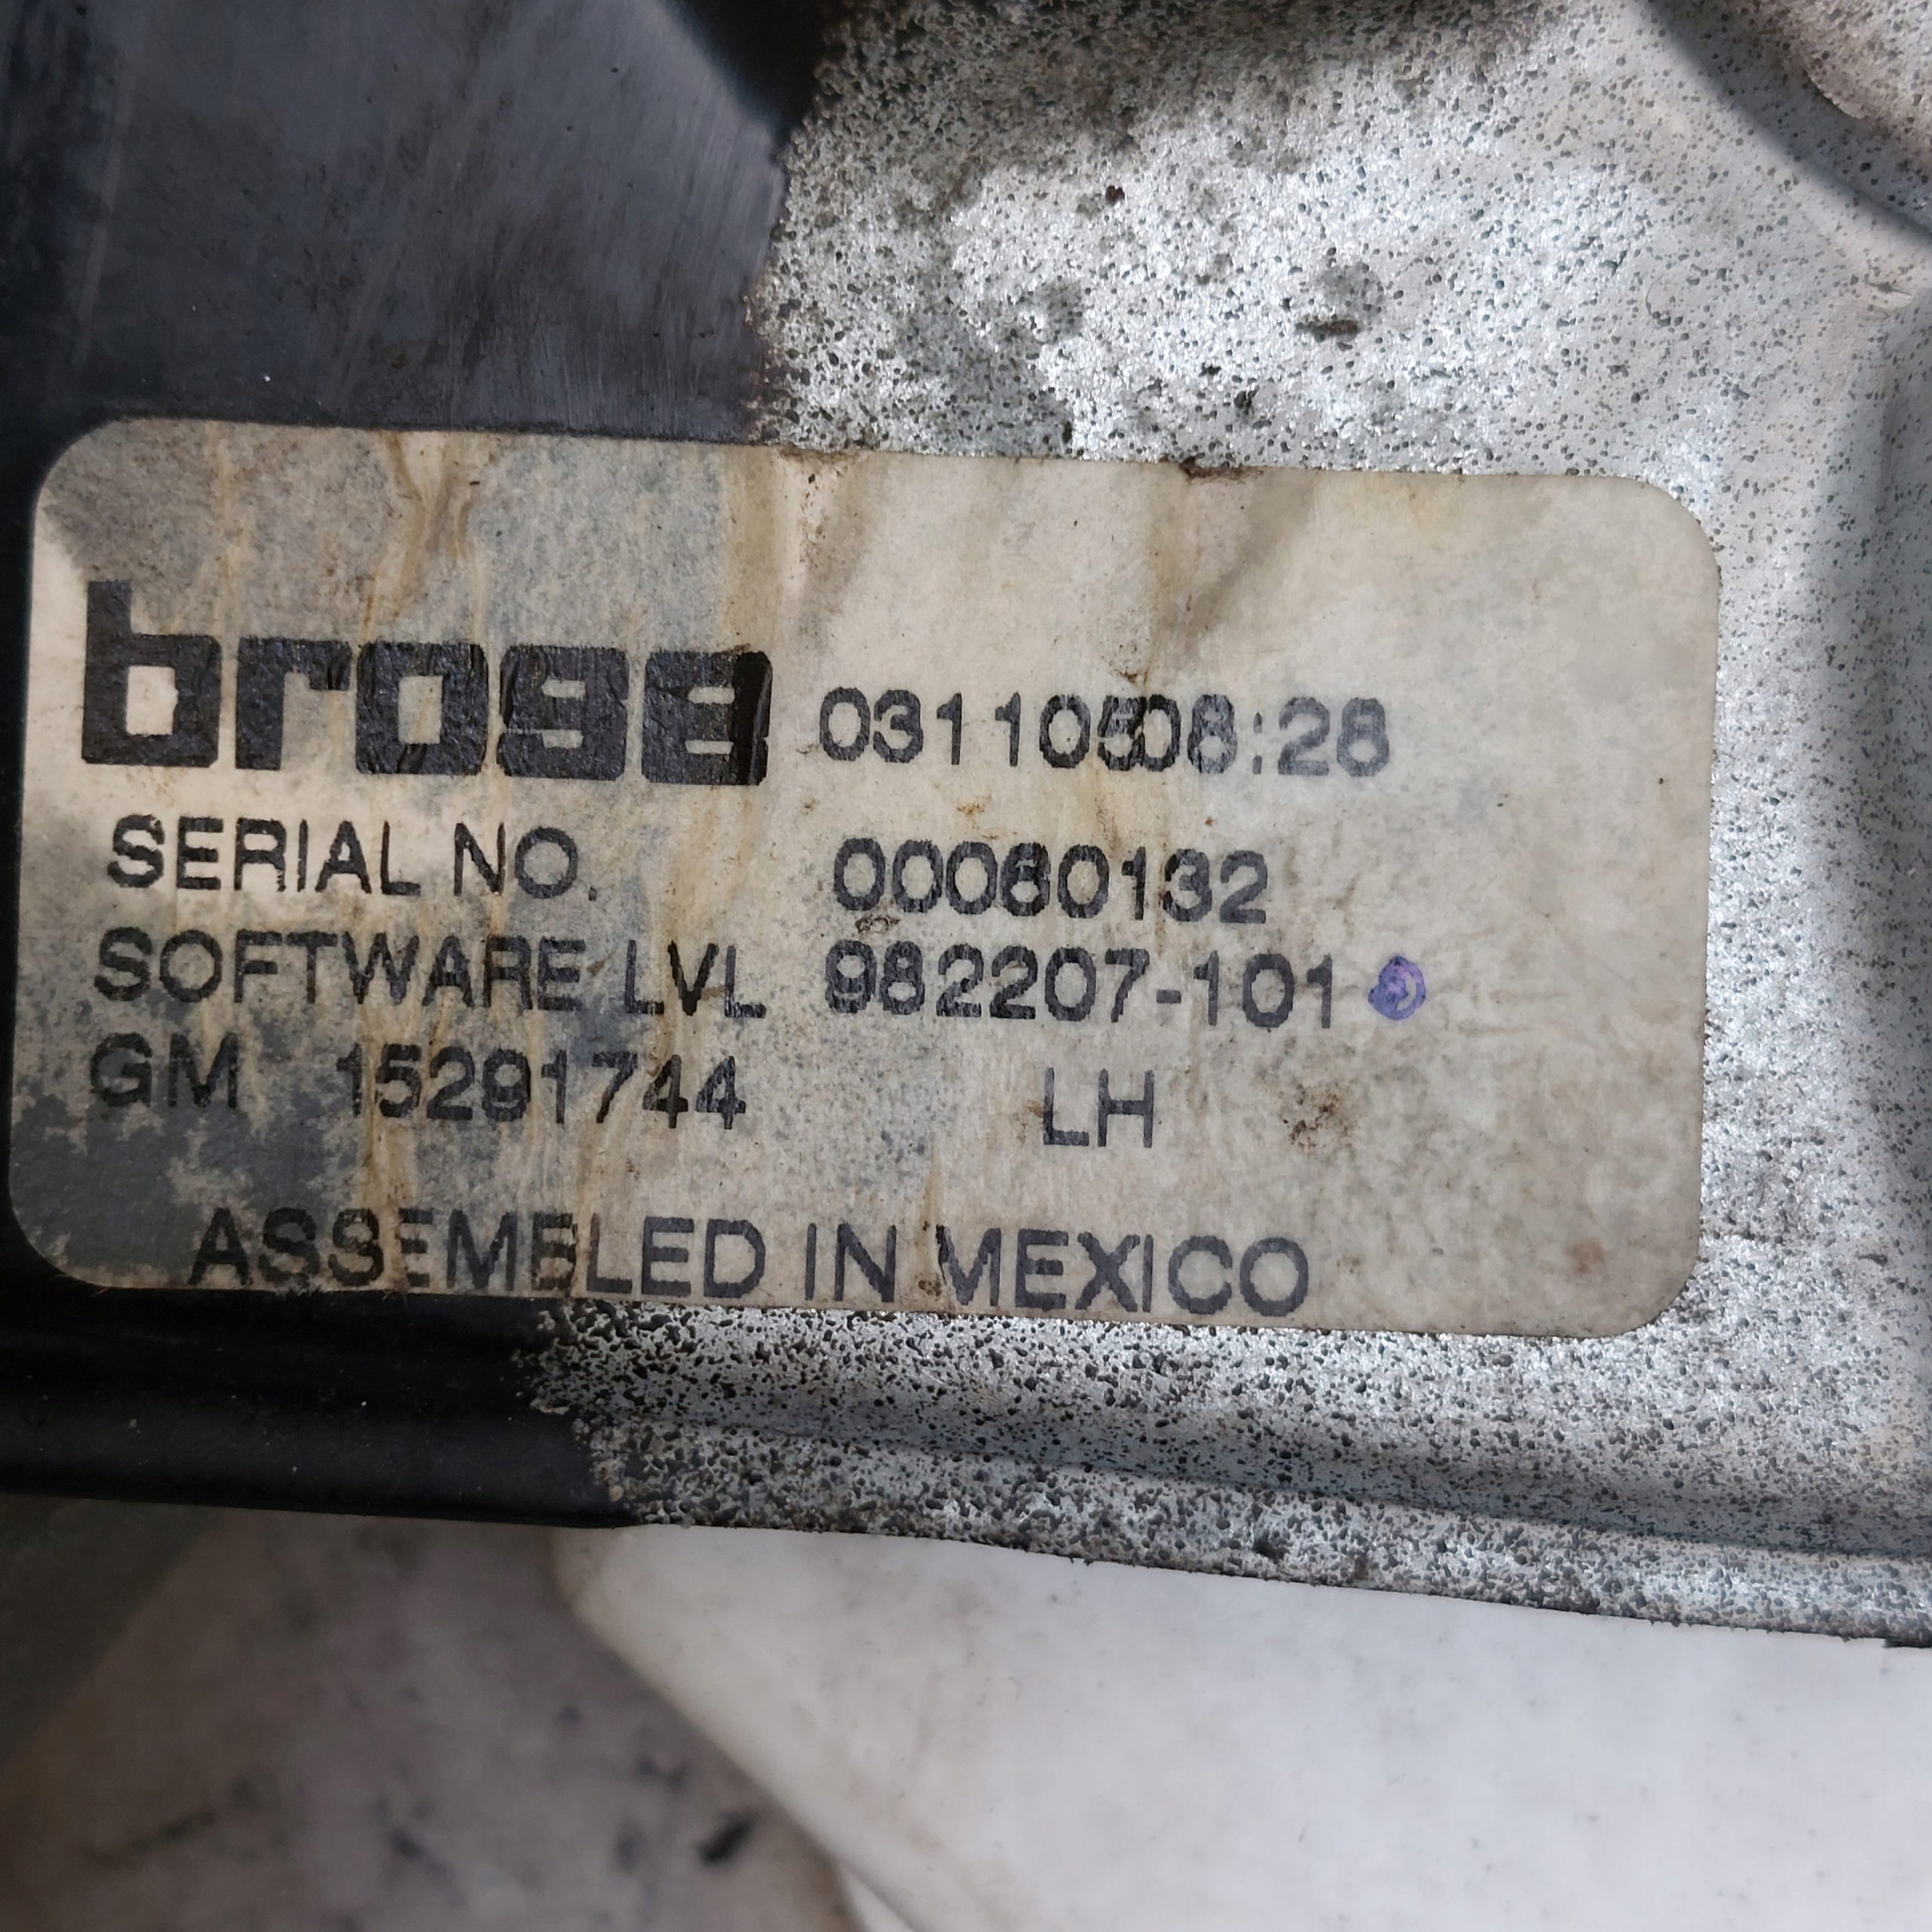 brose 03110508:28
SERIAL NO. 00060132
SOFTWARE LVL 982207-101
GM 15291744 LH
ASSEMBLED IN MEXICO